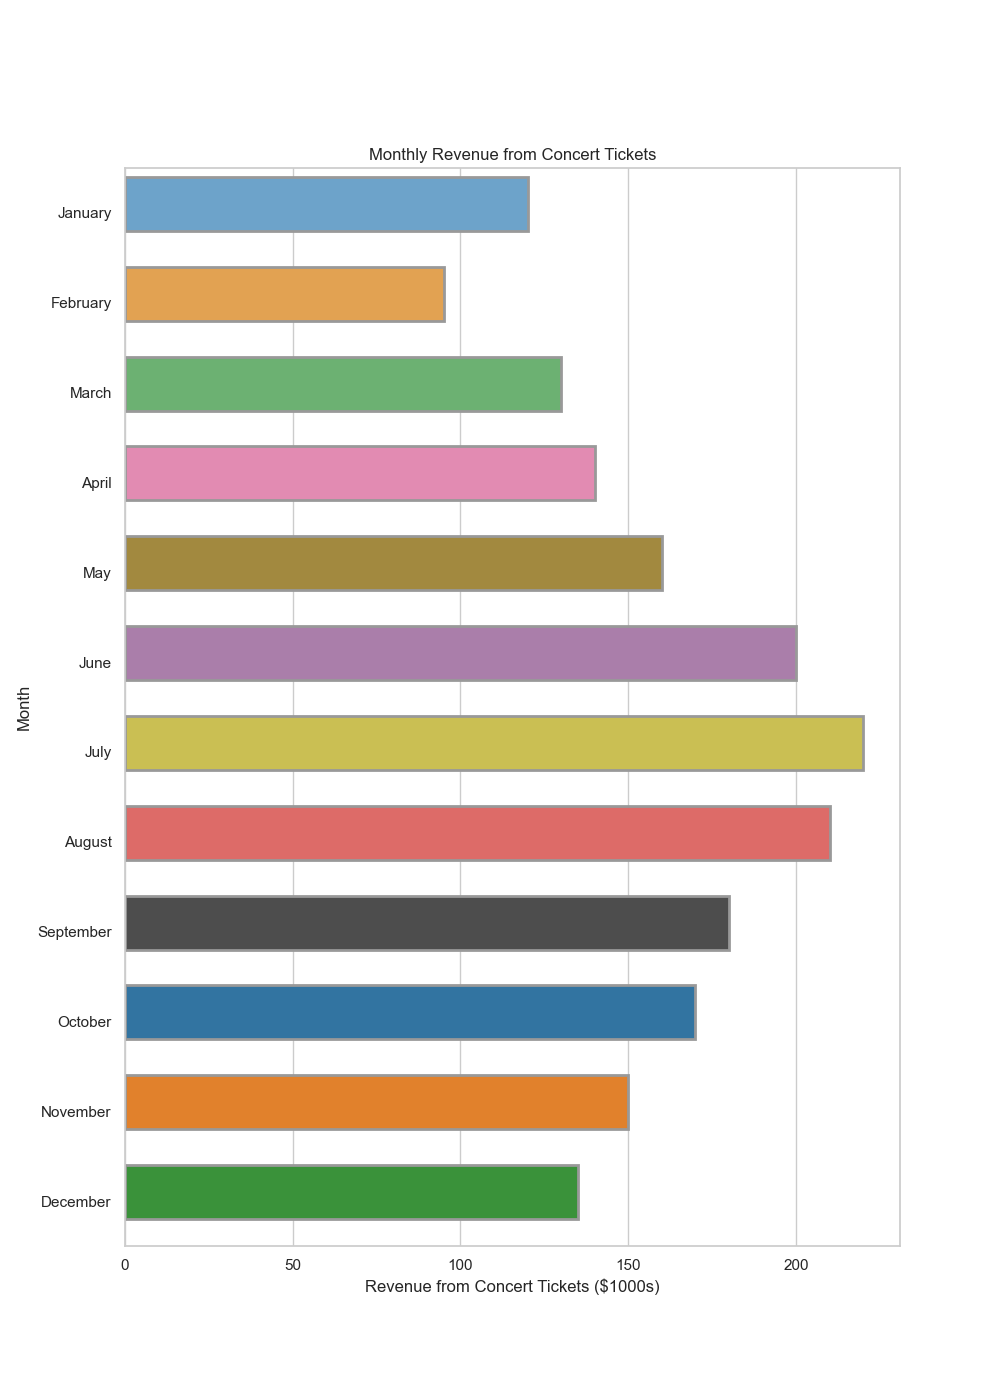 Monthly Revenue from Concert Tickets
January
February
March
April
May
June
July
August
September
October
November
December
Month
0 50 100 150 200
Revenue from Concert Tickets ($1000s)